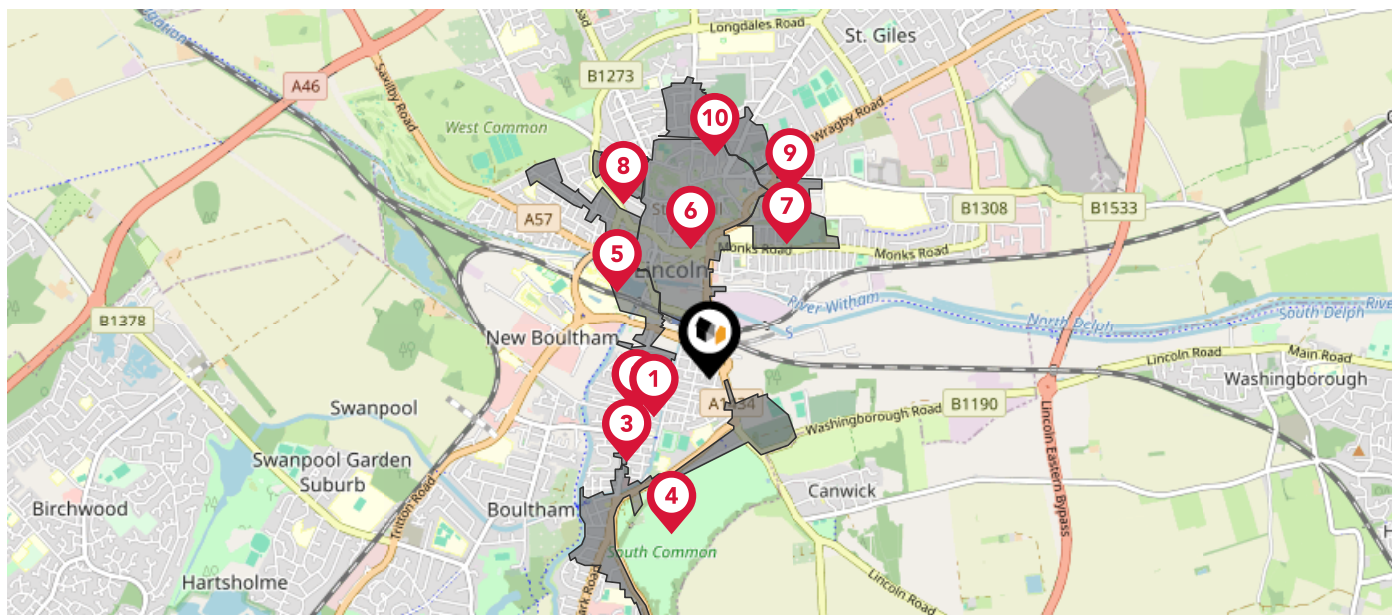 Longdales Road
St. Giles
B1273
A46
Saxilby Road
West Common
10
Wragby Road
9
8
7
6
A57
B1308
B1533
Monks Road
Monks Road
5
Lincoln
River Witham
North Delph
South Delph
B1378
New Boultham
Lincoln Road
Main Road
Washingborough
1
Swanpool
B1190
Washingborough Road
3
Swanpool Garden
Suburb
Tritton Road
Lincoln Eastern Bypass
4
Canwick
Birchwood
Boultham
South Common
Hartsholme
Lincoln Road